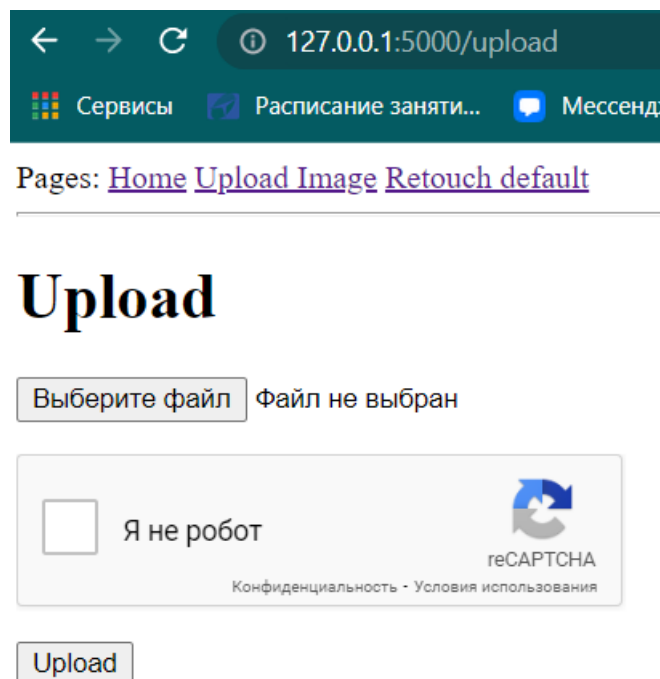 127.0.0.1:5000/upload
Сервисы Расписание заняти... Мессендж
Pages: Home Upload Image Retouch default
Upload
Выберите файл Файл не выбран
Я не робот
reCAPTCHA
Конфиденциальность - Условия использования
Upload